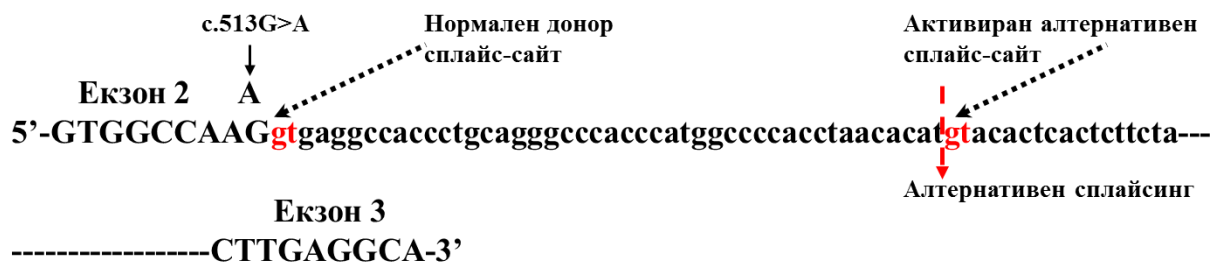 c.513G>A
Нормален донор
сплайс-сайт
Активиран алтернативен
сплайс-сайт
Екзон 2 A
5’-GTGGCCAAGgtgaggccaccctgcagggcccacccatggccccacctaacacatgtacactcactcttcta---
Алтернативен сплайсинг
Екзон 3
------------------CTTGAGGCA-3’